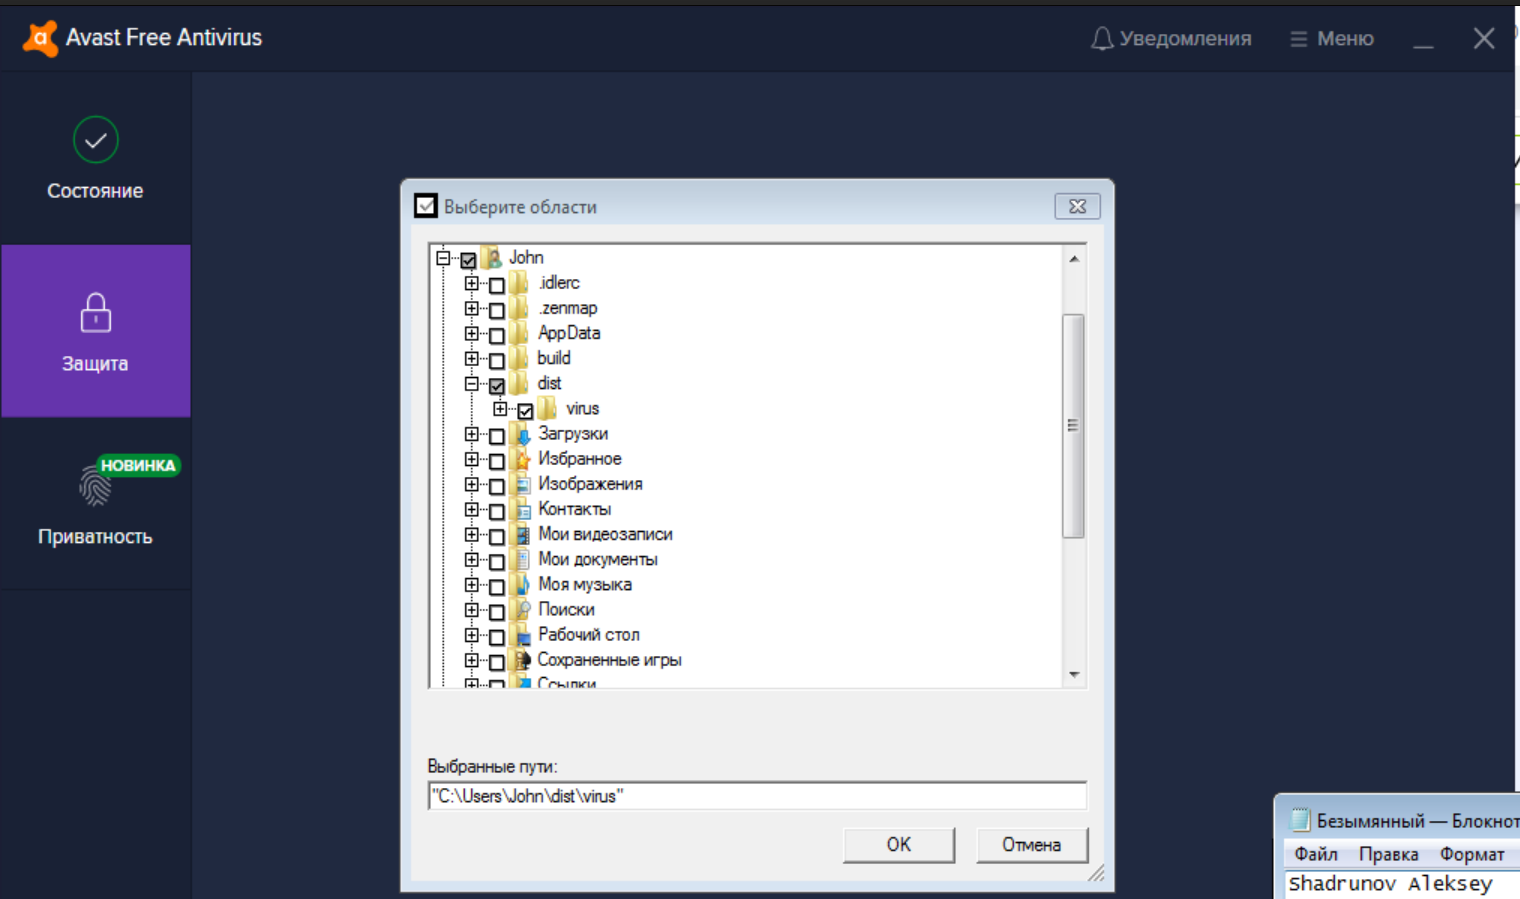 Avast Free Antivirus
Уведомления
Меню
Состояние
Защита
НОВИНКА
Приватность
Выберите области
John
.idlerc
.zenmap
AppData
build
dist
virus
Загрузки
Избранное
Изображения
Контакты
Мои видеозаписи
Мои документы
Моя музыка
Поиски
Рабочий стол
Сохраненные игры
Ссылки
Выбранные пути:
"C:\Users\John\dist\virus"
OK
Отмена
Безымянный — Блокнот
Файл Правка Формат
Shadrunov Aleksey